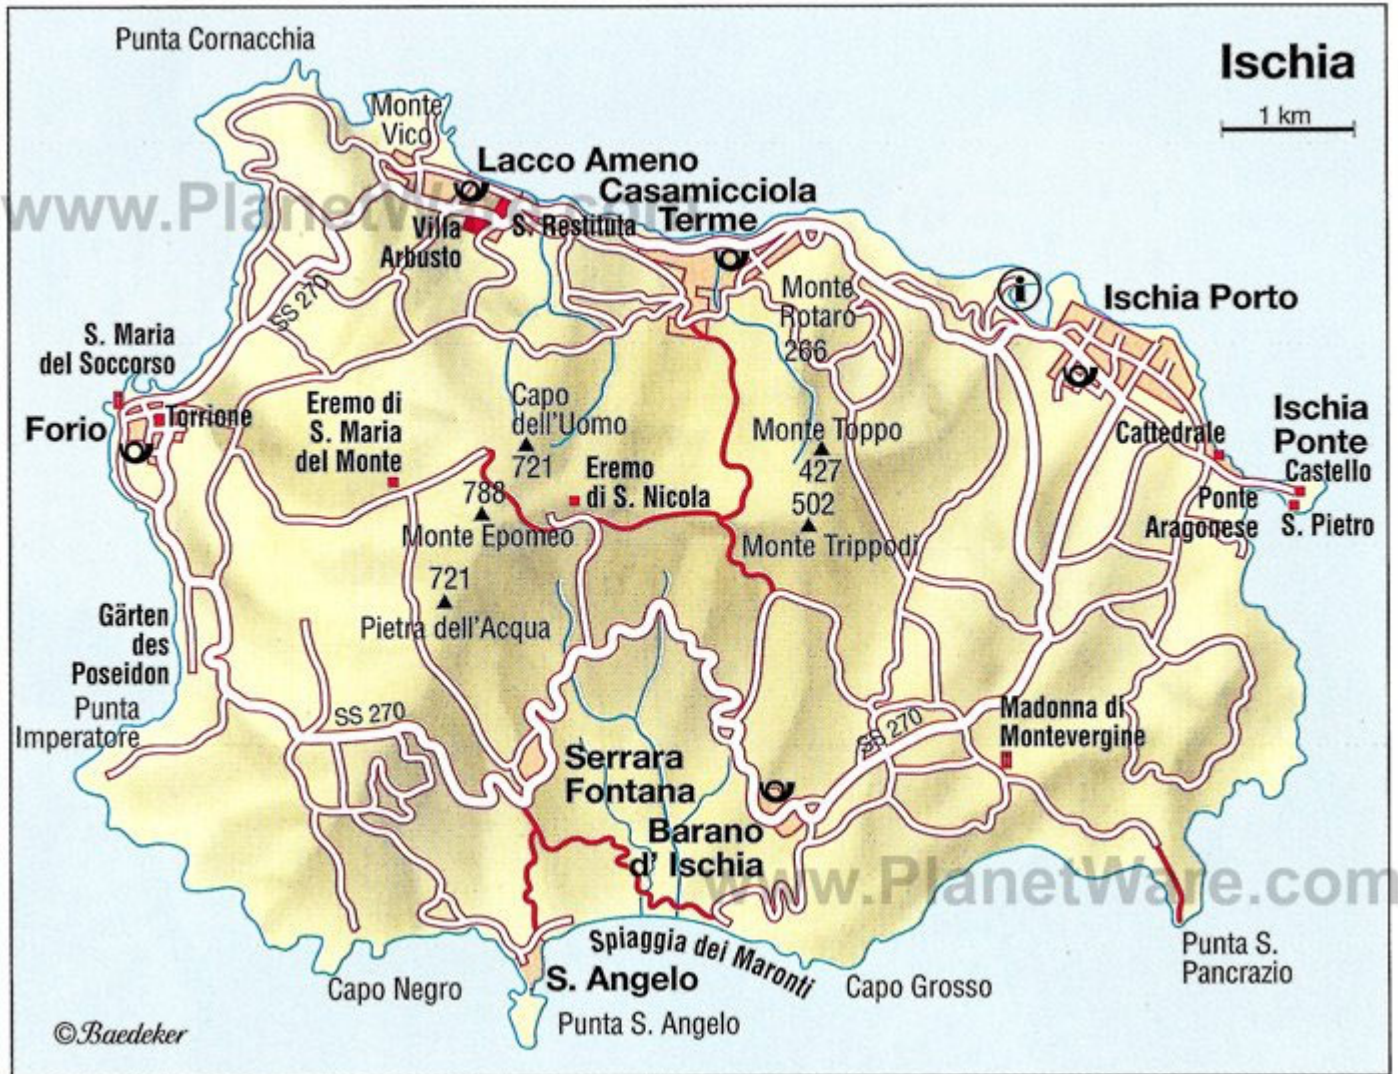 Punta Cornacchia
Ischia
1 km
Monte
Vico
Lacco Ameno
Casamicciola
Terme
www.PlanetWare.com
Villa
Arbusto
S. Restituta
SS 270
Monte
Rotaro
266
i
Ischia Porto
S. Maria
del Soccorso
Forio
Torrione
Eremo di
S. Maria
del Monte
Capo
dell'Uomo
721
Monte Toppo
427
Ischia
Ponte
Cattedrale
Castello
S. Pietro
Ponte
Aragonese
Eremo
di S. Nicola
788
Monte Epomeo
502
Monte Trippodi
721
Pietra dell'Acqua
Gärten
des
Poseidon
Punta
Imperatore
SS 270
SS 270
Madonna di
Montevergine
Serrara
Fontana
Barano
d' Ischia
www.PlanetWare.com
Spiaggia dei Maronti
Punta S.
Pancrazio
Capo Negro
S. Angelo
Capo Grosso
Punta S. Angelo
©Baedeker